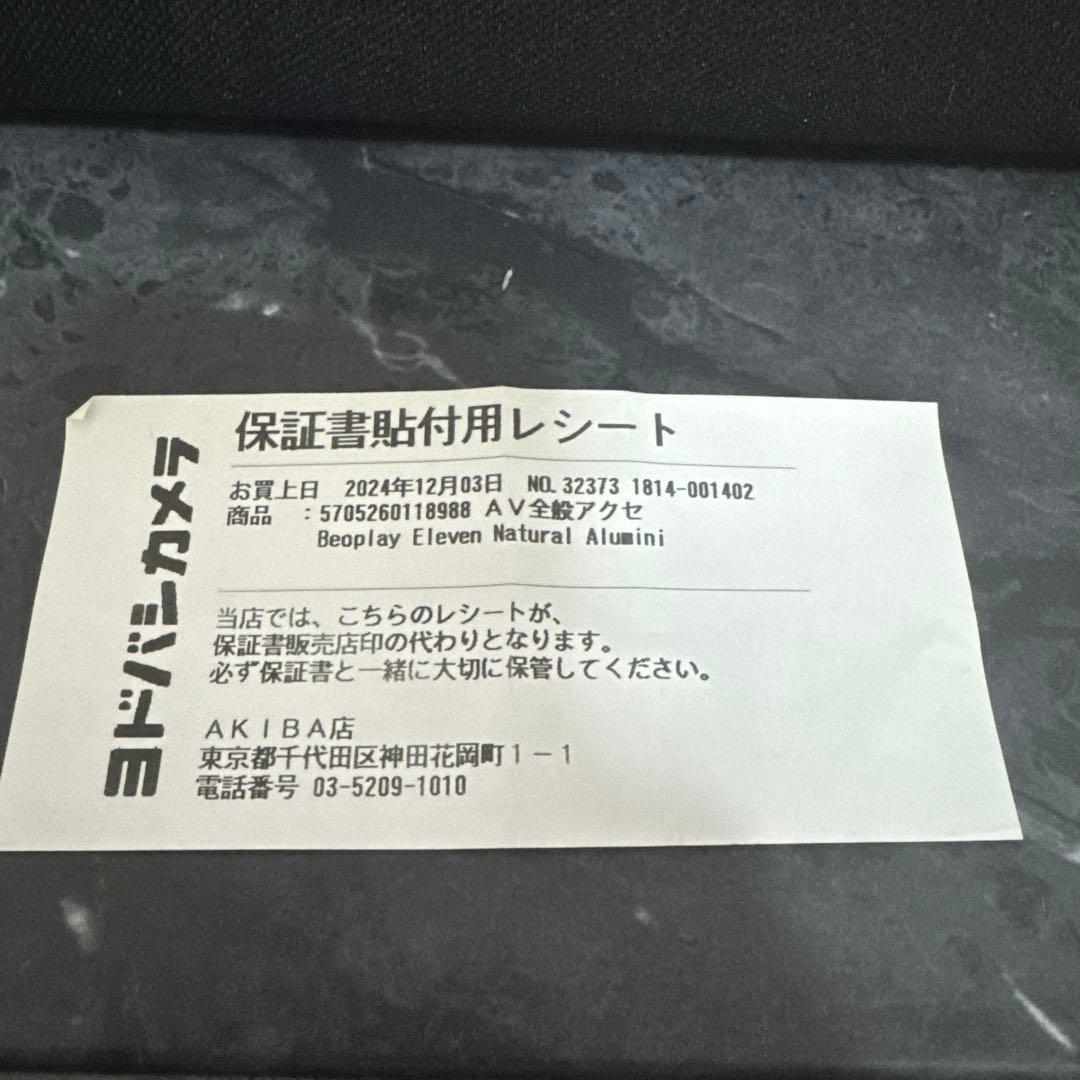 保証書貼付用レシート
お買上日 2024年12月03日 NO.32373 1814-001402
商品 :5705260118988 AV全般アクセ
Beoplay Eleven Natural Alumini
当店では、こちらのレシートが、
保証書販売店印の代わりとなります。
必ず保証書と一緒に大切に保管してください。
AKIBA店
東京都千代田区神田花岡町1-1
電話番号 03-5209-1010
ヨドバシカメラ